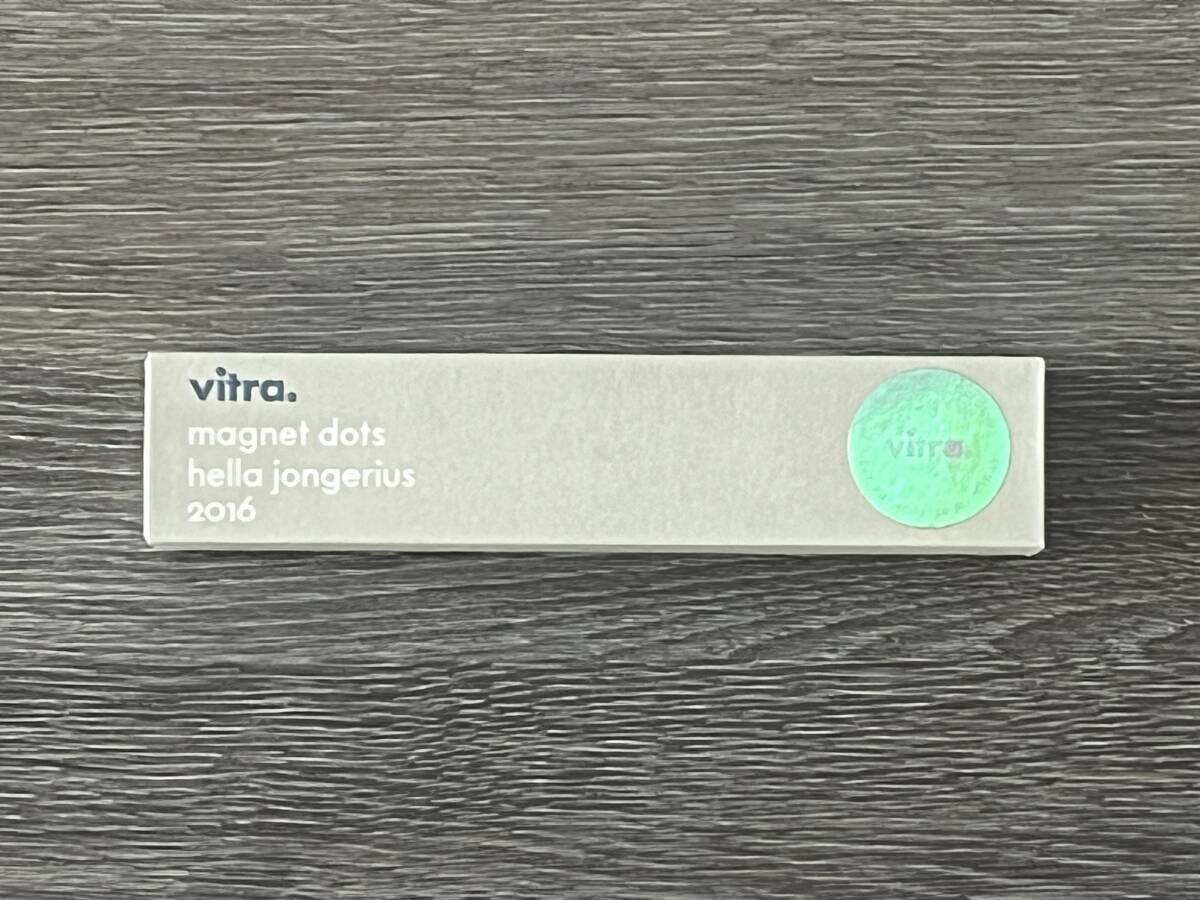 vitra.
magnet dots
hella jongerius
2016
vitra.